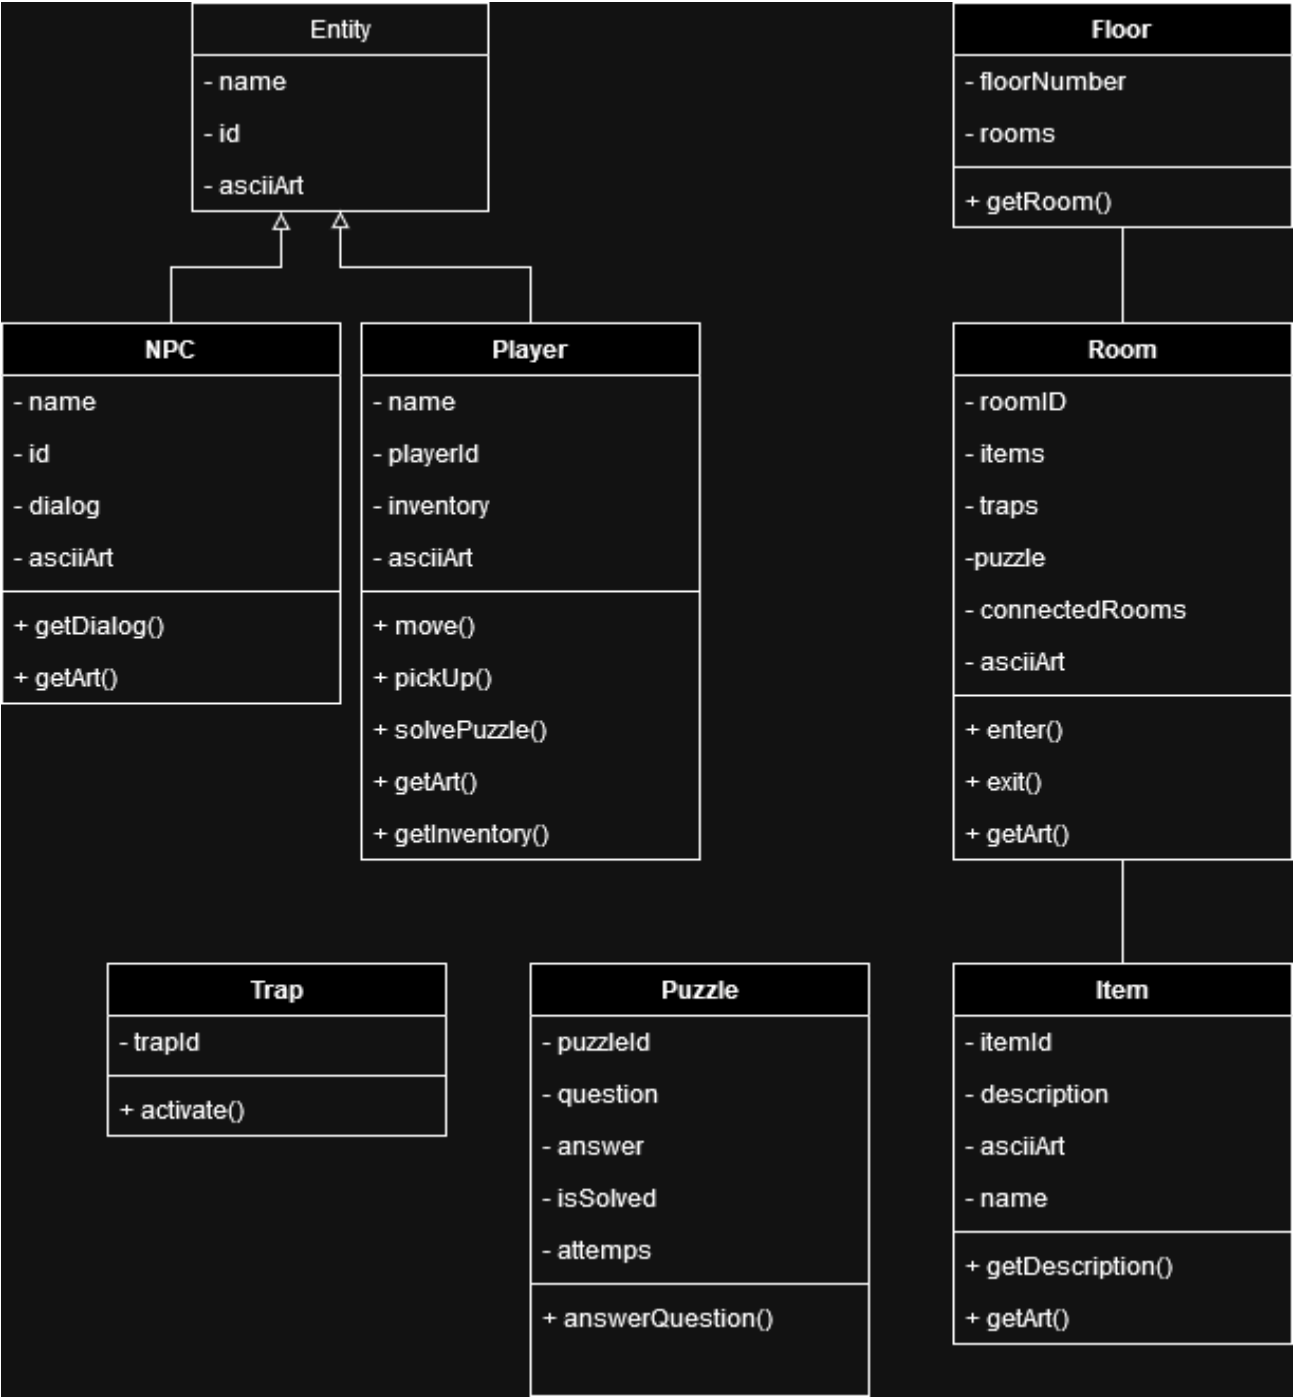 Entity
- name
- id
- asciiArt
Floor
- floorNumber
- rooms
+ getRoom()
NPC
- name
- id
- dialog
- asciiArt
+ getDialog()
+ getArt()
Player
- name
- playerId
- inventory
- asciiArt
+ move()
+ pickUp()
+ solvePuzzle()
+ getArt()
+ getInventory()
Room
- roomID
- items
- traps
-puzzle
- connectedRooms
- asciiArt
+ enter()
+ exit()
+ getArt()
Trap
- trapId
+ activate()
Puzzle
- puzzleId
- question
- answer
- isSolved
- attemps
+ answerQuestion()
Item
- itemId
- description
- asciiArt
- name
+ getDescription()
+ getArt()